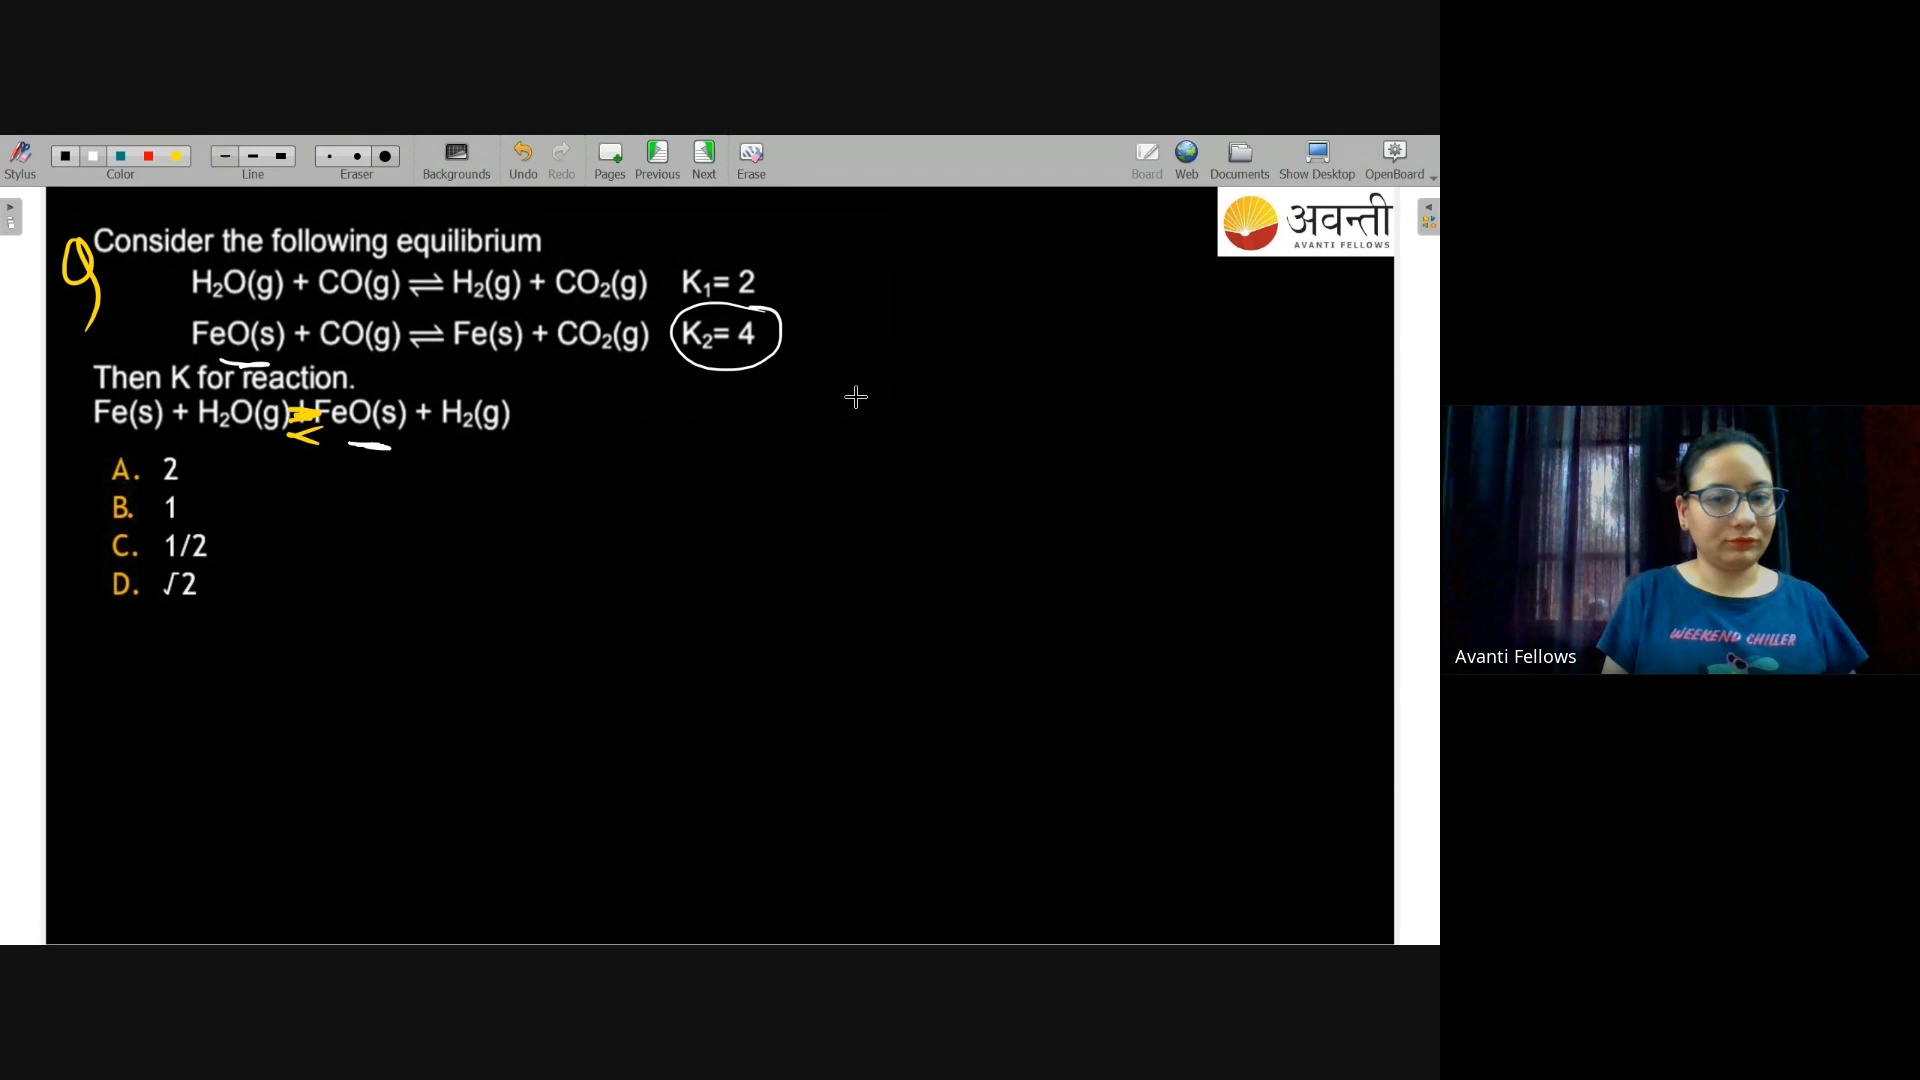 Stylus
Color
Line
Eraser
Backgrounds
Undo
Redo
Pages
Previous
Next
Erase
Board
Web
Documents
Show Desktop
OpenBoard
अवन्ती
AVANTI FELLOWS
Q
Consider the following equilibrium
H₂O(g) + CO(g) ⇌ H₂(g) + CO₂(g) K₁= 2
FeO(s) + CO(g) ⇌ Fe(s) + CO₂(g) K₂= 4
Then K for reaction.
Fe(s) + H₂O(g) ⇌ FeO(s) + H₂(g)
A. 2
B. 1
C. 1/2
D. √2
WEEKEND CHILLER
Avanti Fellows